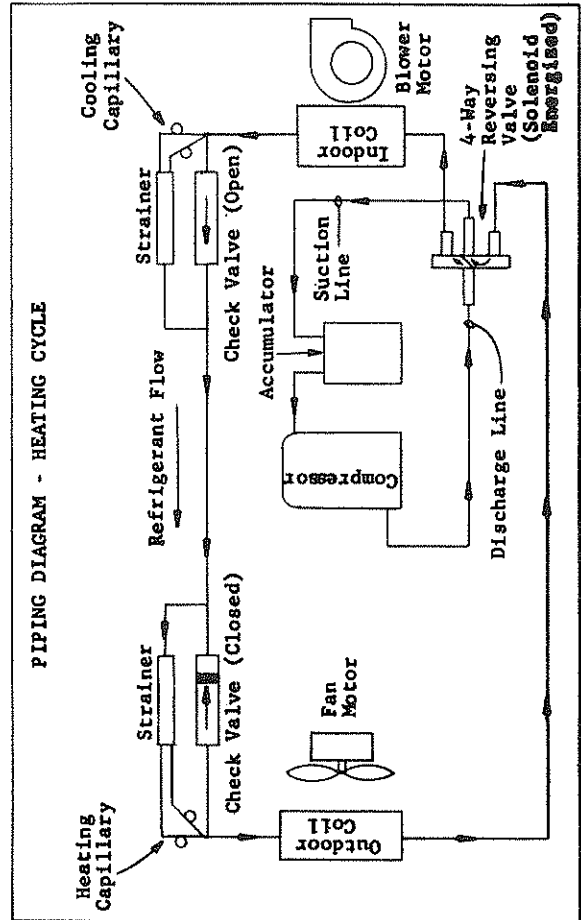 PIPING DIAGRAM - HEATING CYCLE
Heating
Capillary
Strainer
Check Valve (Closed)
Refrigerant Flow
Strainer
Check Valve (Open)
Cooling
Capillary
Outdoor
Coil
Fan
Motor
Compressor
Accumulator
Suction
Line
Indoor
Coil
Blower
Motor
Discharge Line
4-Way
Reversing
Valve
(Solenoid
Energized)